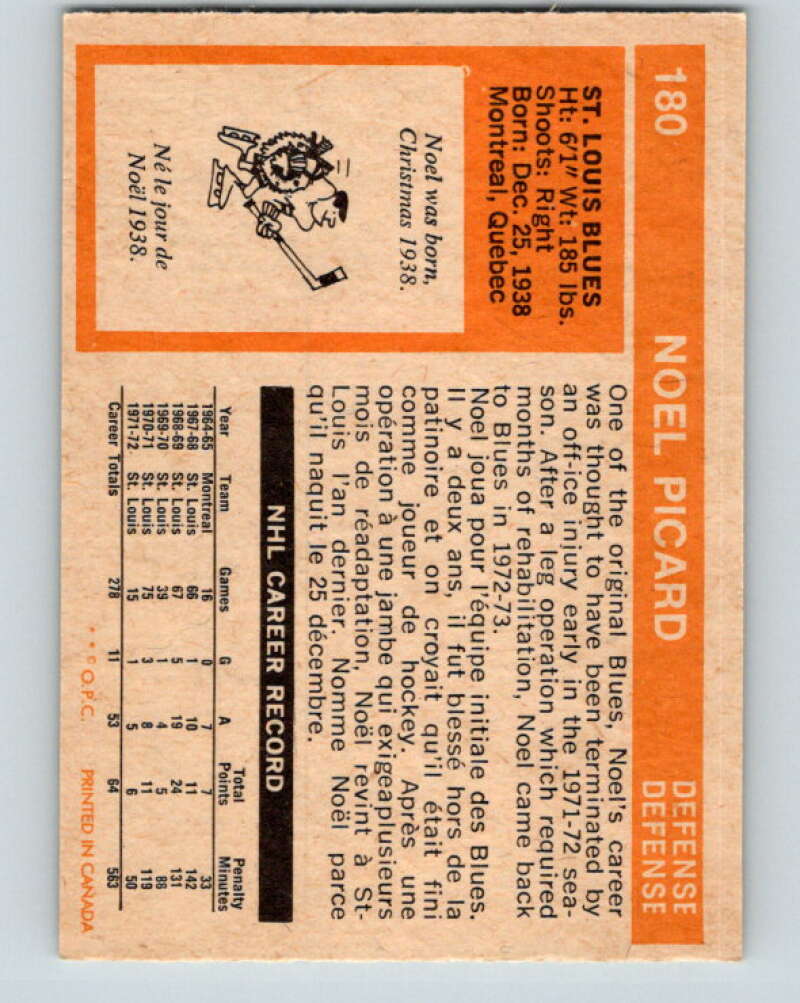 180 NOEL PICARD DEFENSE
DEFENSE
ST. LOUIS BLUES
Ht: 6'1" Wt: 185 lbs.
Shoots: Right
Born: Dec. 25, 1938
Montreal, Quebec
Noel was born,
Christmas 1938.
Né le jour de
Noël 1938.
One of the original Blues, Noel's career
was thought to have been terminated by
an off-ice injury early in the 1971-72 sea-
son. After a leg operation which required
months of rehabilitation, Noel came back
to Blues in 1972-73.
Noel joua pour l'équipe initiale des Blues.
Il y a deux ans, il fut blessé hors de la
patinoire et on croyait qu'il était fini
comme joueur de hockey. Après une
opération à une jambe qui exigeaplusieurs
mois de réadaptation, Noël revint à St-
Louis l'an dernier. Nomme Noël parce
qu'il naquit le 25 décembre.
NHL CAREER RECORD
Year Team Games G A Total Points Penalty Minutes
1964-65 Montreal 16 0 7 7 33
1967-68 St. Louis 66 1 10 11 142
1968-69 St. Louis 67 5 19 24 131
1969-70 St. Louis 39 1 4 5 88
1970-71 St. Louis 75 3 8 11 119
1971-72 St. Louis 15 1 5 6 50
Career Totals 278 11 53 64 563
* * © O.P.C. PRINTED IN CANADA